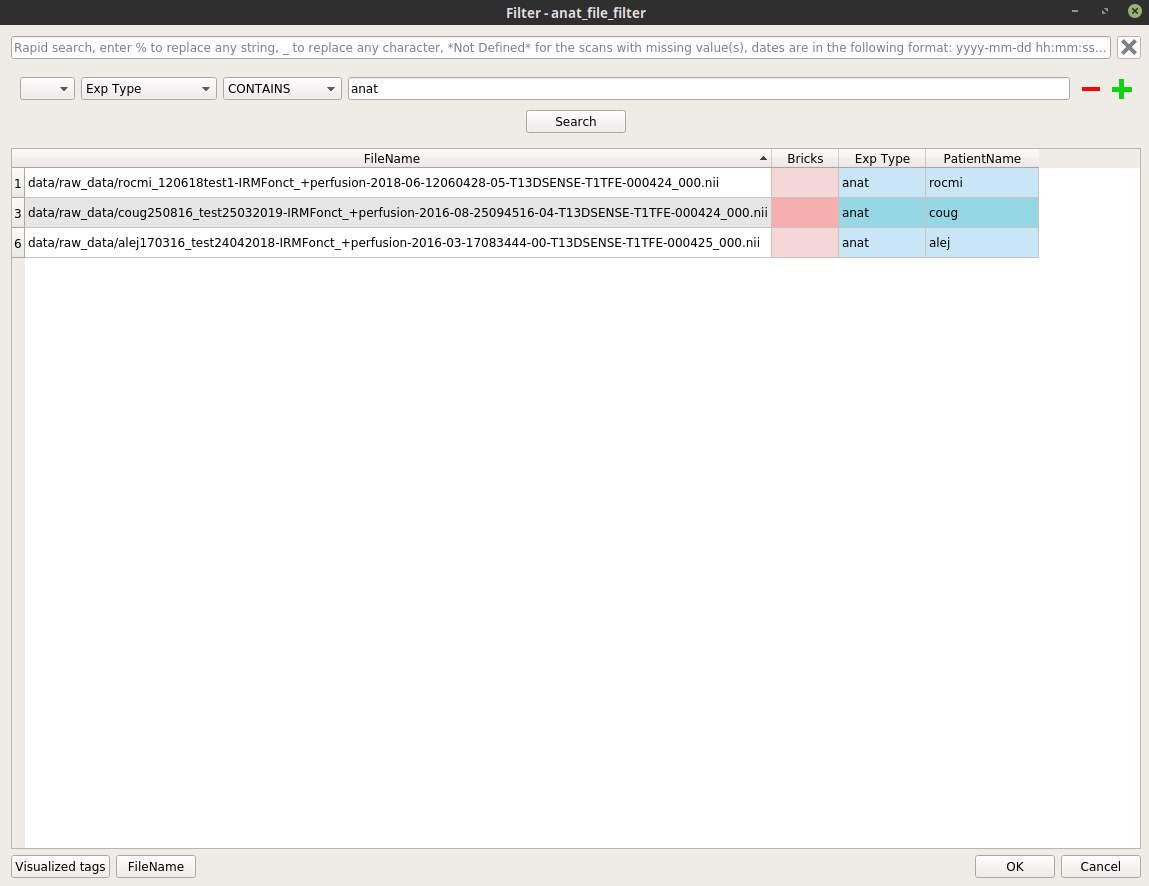 Filter - anat_file_filter
Rapid search, enter % to replace any string, _ to replace any character, *Not Defined* for the scans with missing value(s), dates are in the following format: yyyy-mm-dd hh:mm:ss...
Exp Type CONTAINS anat
Search
FileName Bricks Exp Type PatientName
1 data/raw_data/rocmi_120618test1-IRMFonct_+perfusion-2018-06-12060428-05-T13DSENSE-T1TFE-000424_000.nii anat rocmi
3 data/raw_data/coug250816_test25032019-IRMFonct_+perfusion-2016-08-25094516-04-T13DSENSE-T1TFE-000424_000.nii anat coug
6 data/raw_data/alej170316_test24042018-IRMFonct_+perfusion-2016-03-17083444-00-T13DSENSE-T1TFE-000425_000.nii anat alej
Visualized tags FileName OK Cancel